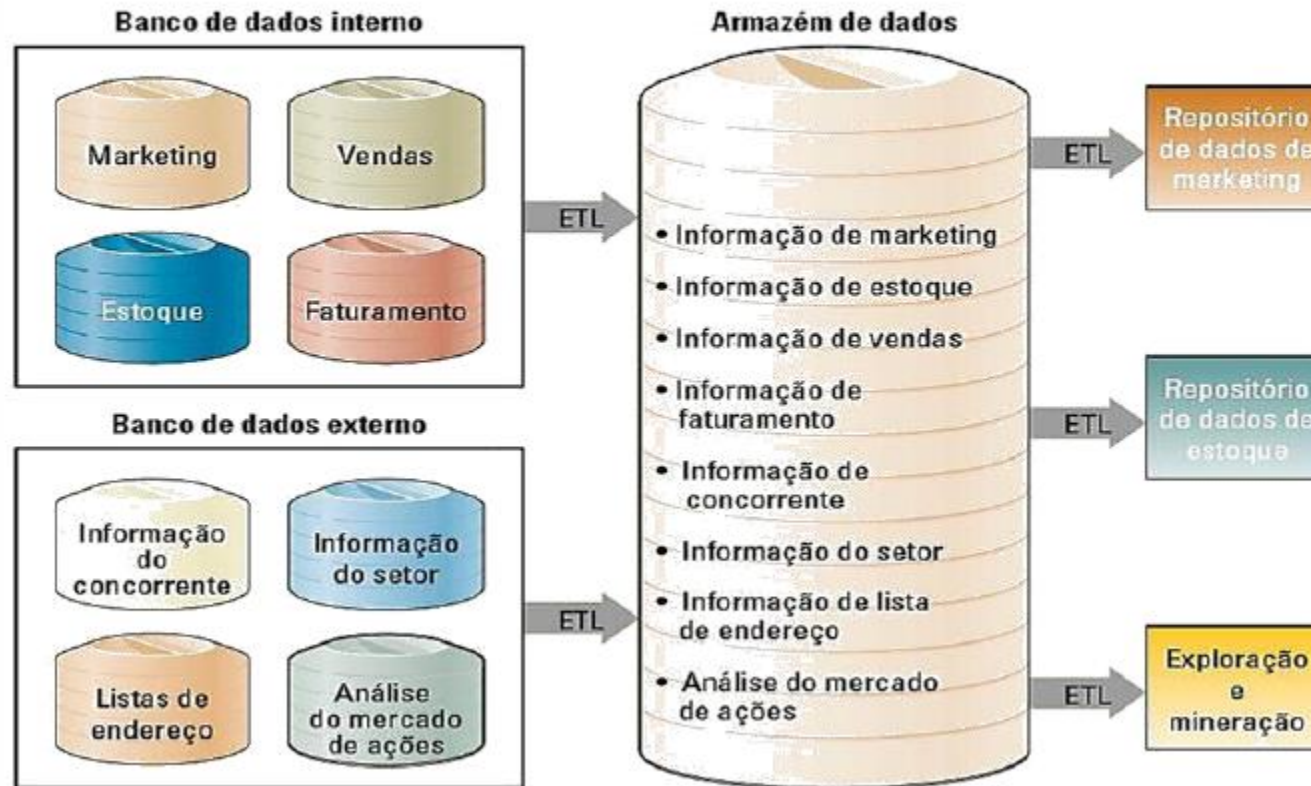 Banco de dados interno
Marketing
Vendas
Estoque
Faturamento
ETL
Banco de dados externo
Informação
do
concorrente
Informação
do setor
Listas de
endereço
Análise
do mercado
de ações
ETL
Armazém de dados
• Informação de marketing
• Informação de estoque
• Informação de vendas
• Informação de
faturamento
• Informação de
concorrente
• Informação do setor
• Informação de lista
de endereço
• Análise do mercado
de ações
ETL
Repositório
de dados de
merketing
ETL
Repositório
de dados de
estoque
ETL
Exploração
e
mineração